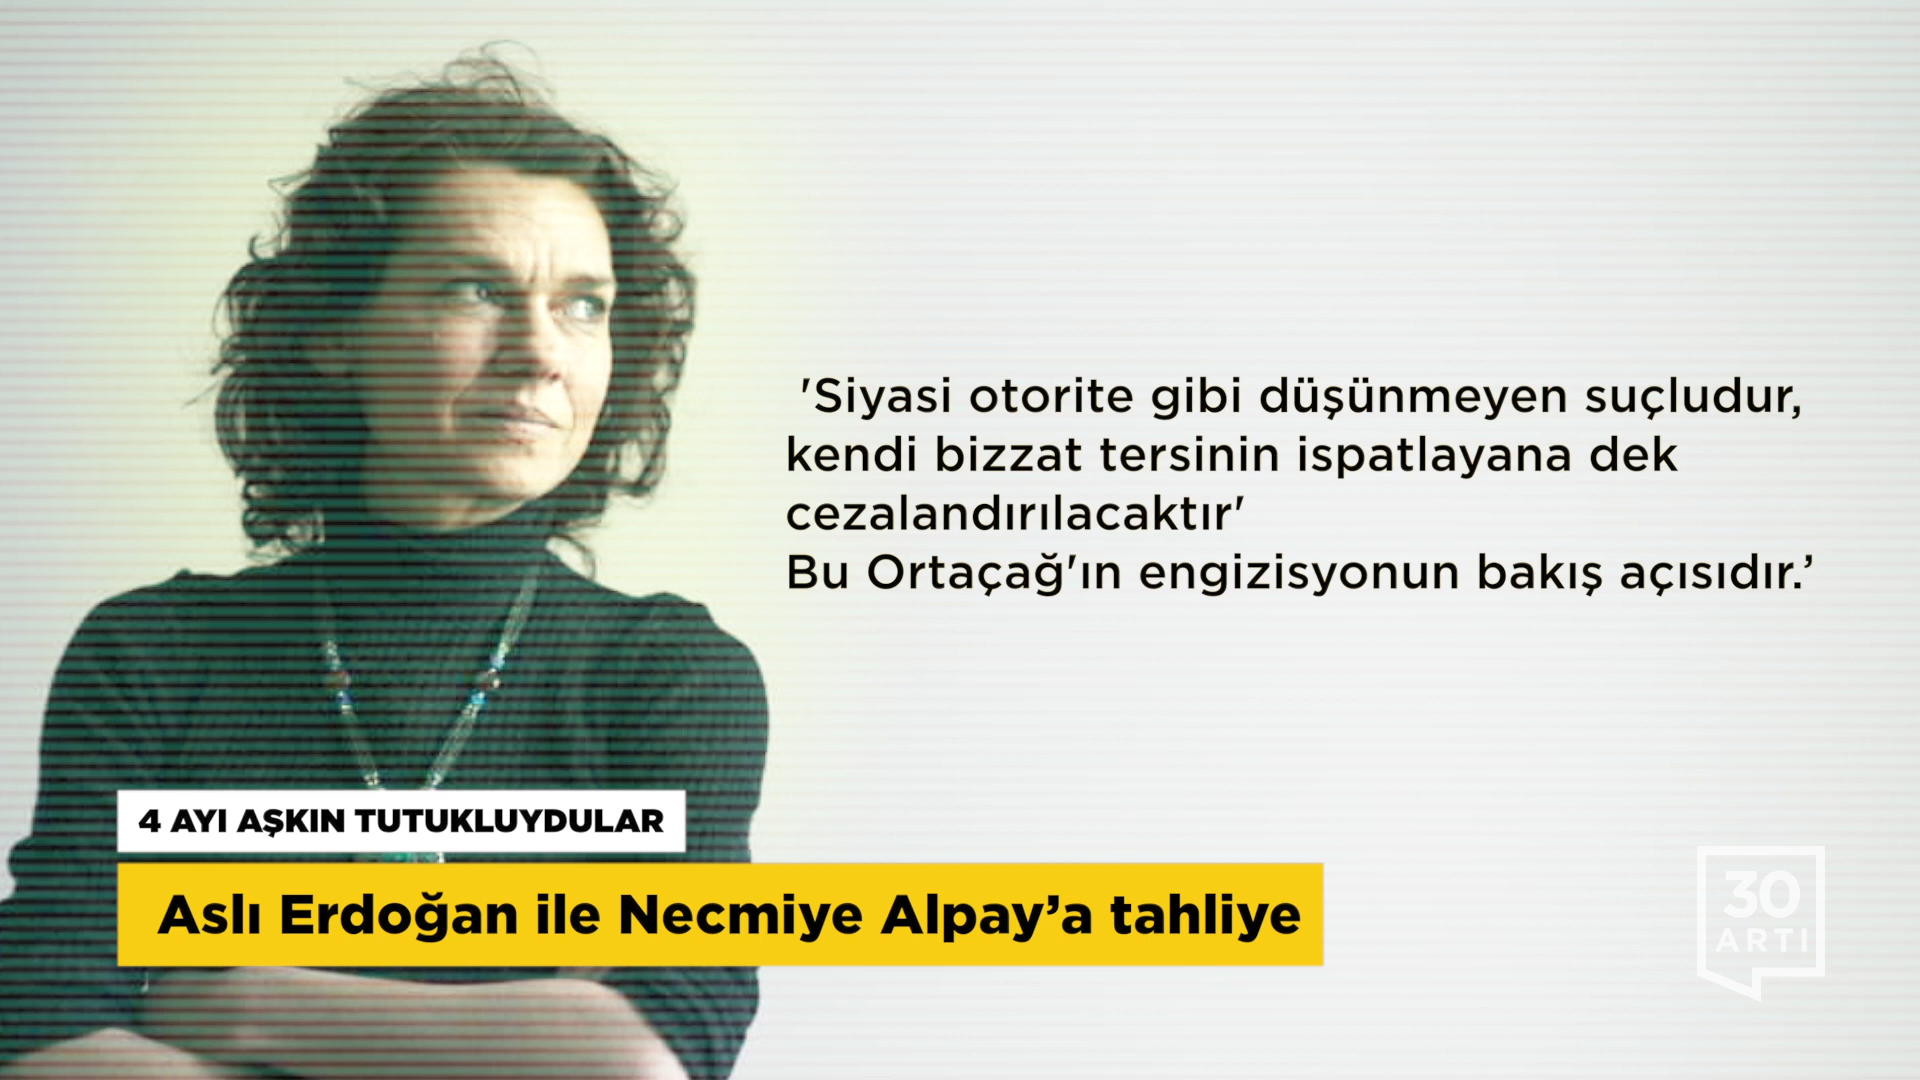 'Siyasi otorite gibi düşünmeyen suçludur,
kendi bizzat tersinin ispatlayana dek
cezalandırılacaktır'
Bu Ortaçağ'ın engizisyonun bakış açısıdır.’
4 AYI AŞKIN TUTUKLUYDULAR
Aslı Erdoğan ile Necmiye Alpay’a tahliye
30
ARTI